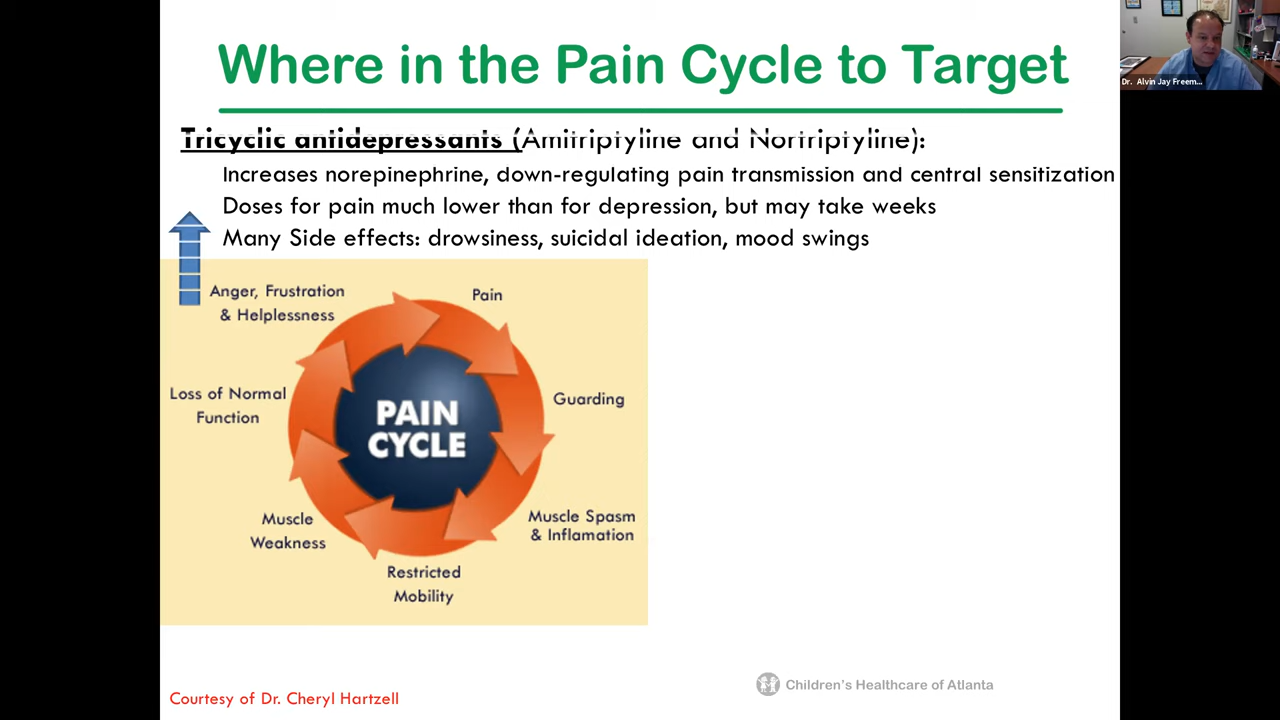 Where in the Pain Cycle to Target
Dr. Alvin Jay Freem...
Tricyclic antidepressants (Amitriptyline and Nortriptyline):
Increases norepinephrine, down-regulating pain transmission and central sensitization
Doses for pain much lower than for depression, but may take weeks
Many Side effects: drowsiness, suicidal ideation, mood swings
Anger, Frustration
& Helplessness
Pain
Loss of Normal
Function
PAIN
CYCLE
Guarding
Muscle
Weakness
Muscle Spasm
& Inflamation
Restricted
Mobility
Courtesy of Dr. Cheryl Hartzell
Children's Healthcare of Atlanta